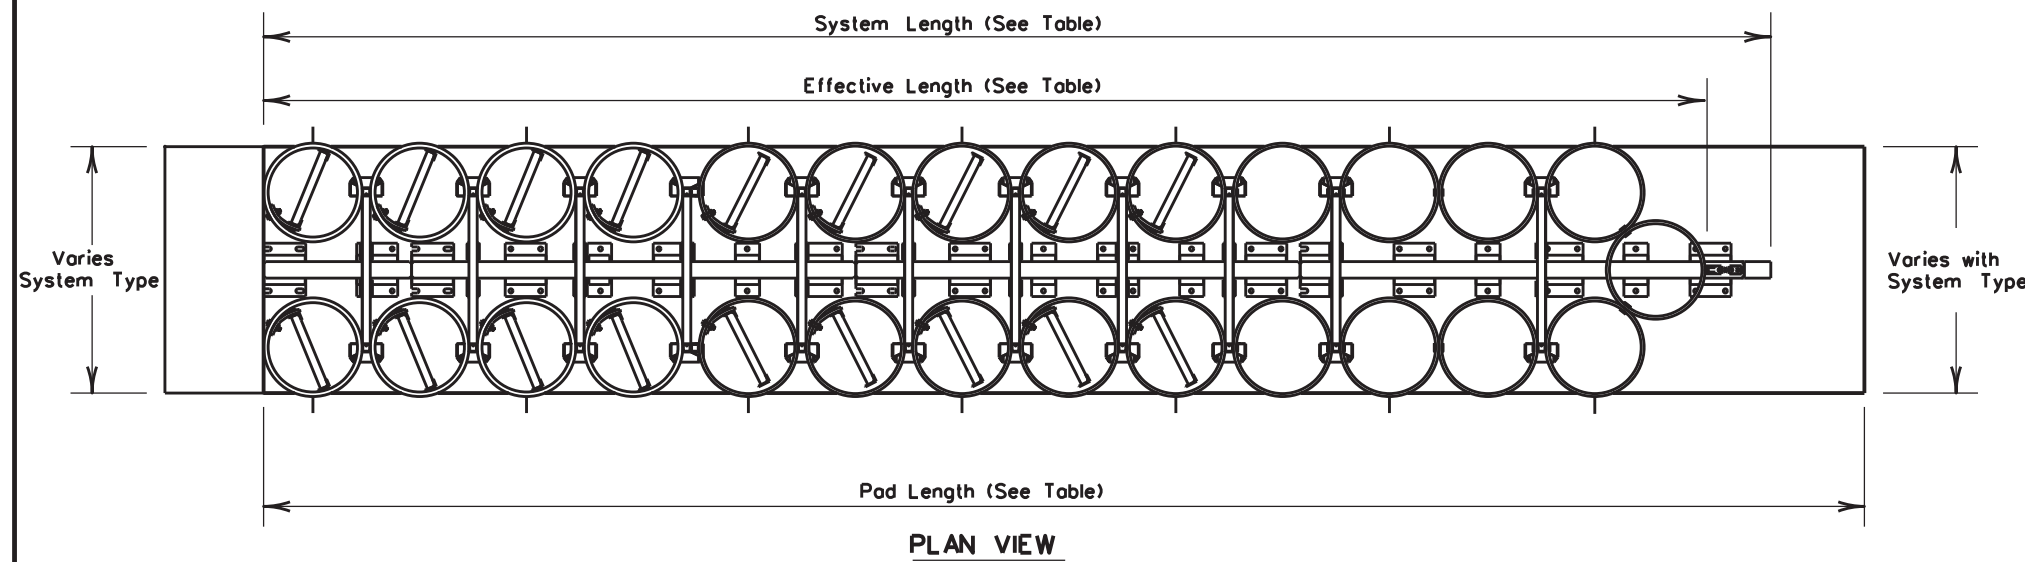 System Length (See Table)
Effective Length (See Table)
Varies
System Type
Varies with
System Type
Pad Length (See Table)
PLAN VIEW